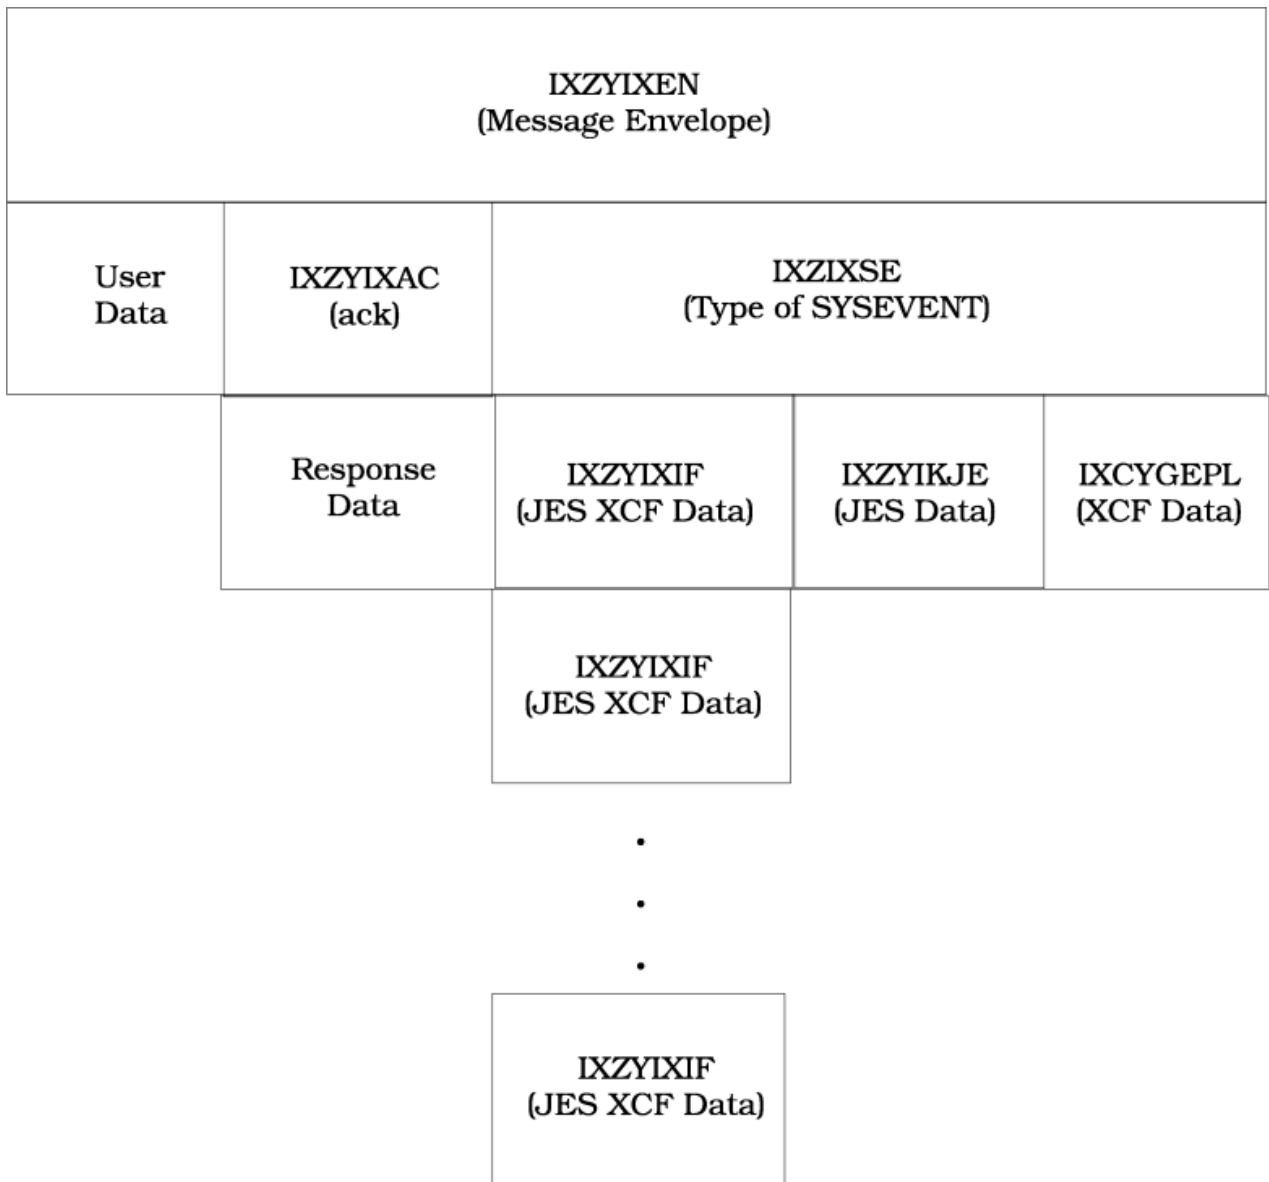 IXZYIXEN
(Message Envelope)
User
Data
IXZYIXAC
(ack)
IXZIXSE
(Type of SYSEVENT)
Response
Data
IXZYIXIF
(JES XCF Data)
IXZYIKJE
(JES Data)
IXCYGEPL
(XCF Data)
IXZYIXIF
(JES XCF Data)
.
.
.
IXZYIXIF
(JES XCF Data)